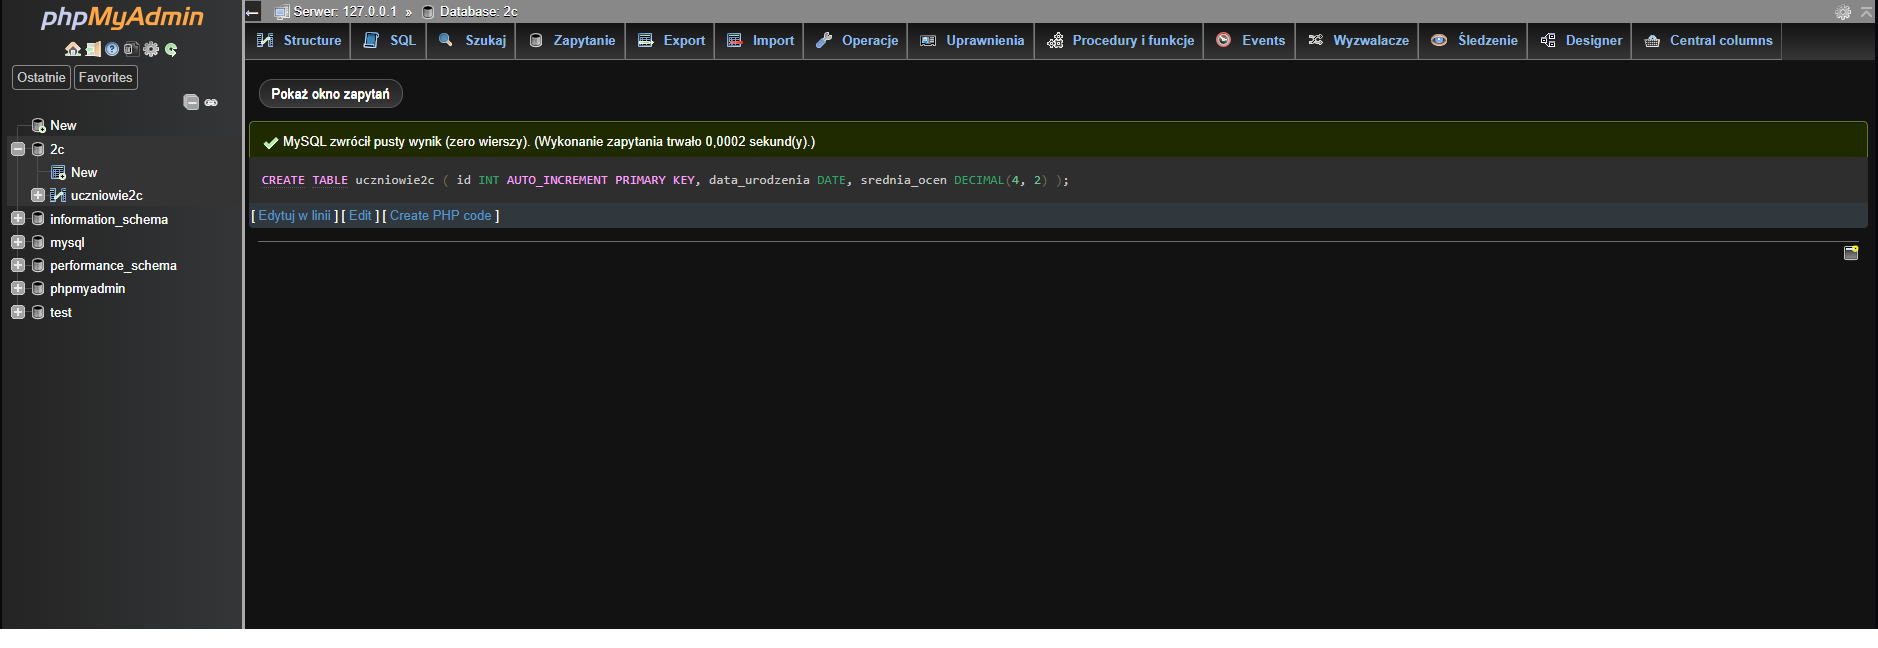 phpMyAdmin
Ostatnie Favorites
New
2c
New
uczniowie2c
information_schema
mysql
performance_schema
phpmyadmin
test
Serwer: 127.0.0.1 » Database: 2c
Structure SQL Szukaj Zapytanie Export Import Operacje Uprawnienia Procedury i funkcje Events Wyzwalacze Śledzenie Designer Central columns
Pokaż okno zapytań
MySQL zwrócił pusty wynik (zero wierszy). (Wykonanie zapytania trwało 0,0002 sekund(y).)
CREATE TABLE uczniowie2c ( id INT AUTO_INCREMENT PRIMARY KEY, data_urodzenia DATE, srednia_ocen DECIMAL(4, 2) );
[ Edytuj w linii ] [ Edit ] [ Create PHP code ]